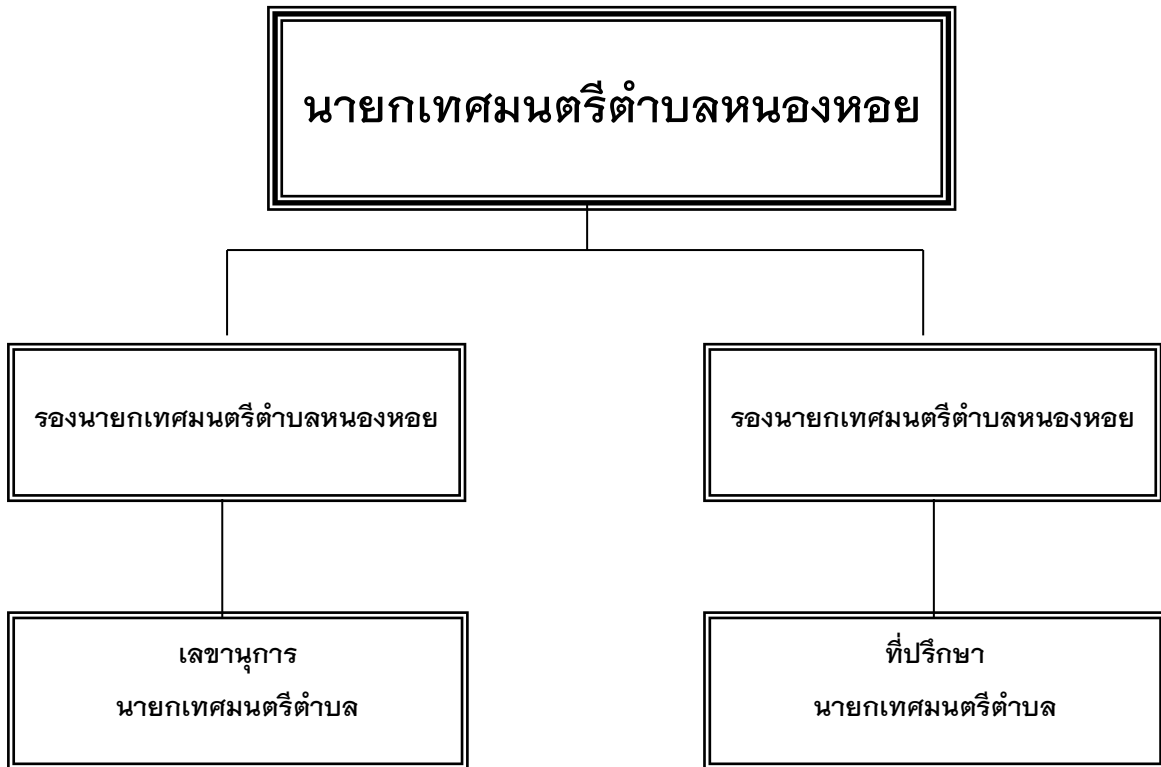 นายกเทศมนตรีตำบลหนองหอย
รองนายกเทศมนตรีตำบลหนองหอย
รองนายกเทศมนตรีตำบลหนองหอย
เลขานุการ
นายกเทศมนตรีตำบล
ที่ปรึกษา
นายกเทศมนตรีตำบล